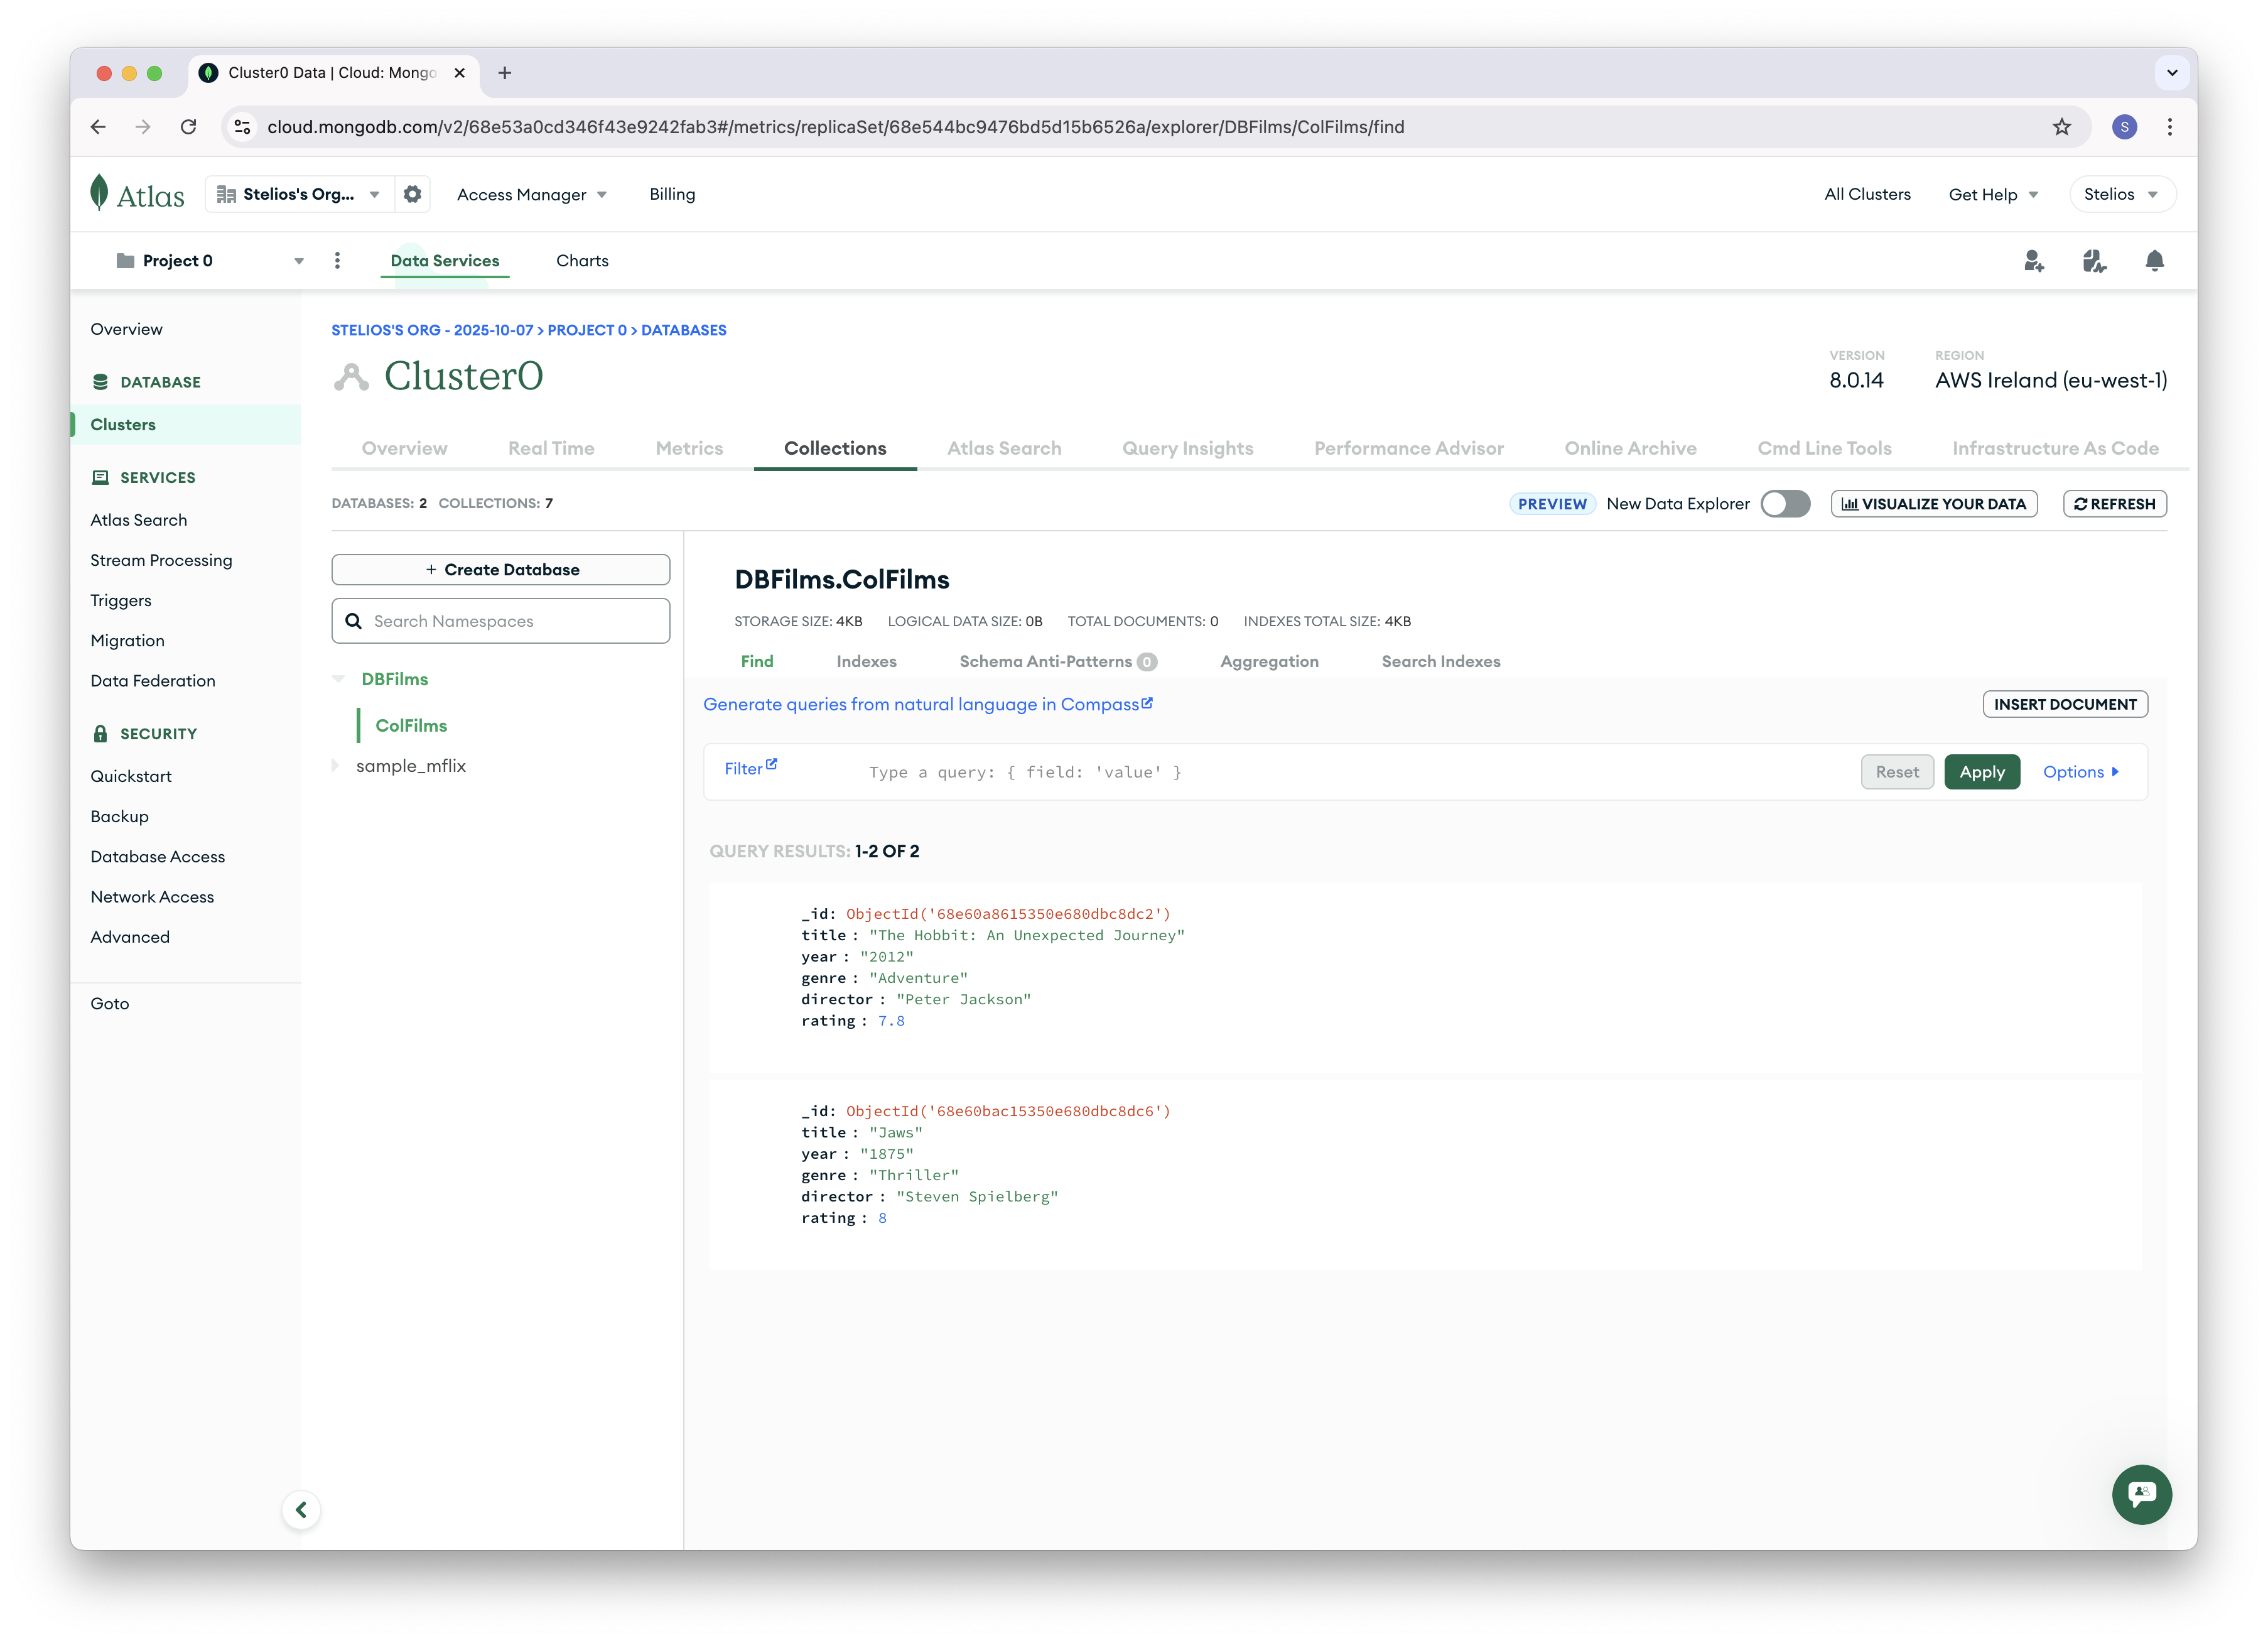 Cluster0 Data | Cloud: Mongo
cloud.mongodb.com/v2/68e53a0cd346f43e9242fab3#/metrics/replicaSet/68e544bc9476bd5d15b6526a/explorer/DBFilms/ColFilms/find
S
Atlas
Stelios's Org...
Access Manager
Billing
All Clusters
Get Help
Stelios
Project 0
Data Services
Charts
Overview
DATABASE
Clusters
SERVICES
Atlas Search
Stream Processing
Triggers
Migration
Data Federation
SECURITY
Quickstart
Backup
Database Access
Network Access
Advanced
Goto
STELIOS'S ORG - 2025-10-07 > PROJECT 0 > DATABASES
Cluster0
VERSION
8.0.14
REGION
AWS Ireland (eu-west-1)
Overview
Real Time
Metrics
Collections
Atlas Search
Query Insights
Performance Advisor
Online Archive
Cmd Line Tools
Infrastructure As Code
DATABASES: 2 COLLECTIONS: 7
PREVIEW New Data Explorer
VISUALIZE YOUR DATA
REFRESH
+ Create Database
Search Namespaces
DBFilms
ColFilms
sample_mflix
DBFilms.ColFilms
STORAGE SIZE: 4KB LOGICAL DATA SIZE: 0B TOTAL DOCUMENTS: 0 INDEXES TOTAL SIZE: 4KB
Find
Indexes
Schema Anti-Patterns 0
Aggregation
Search Indexes
Generate queries from natural language in Compass
INSERT DOCUMENT
Filter
Type a query: { field: 'value' }
Reset
Apply
Options
QUERY RESULTS: 1-2 OF 2
_id: ObjectId('68e60a8615350e680dbc8dc2')
title : "The Hobbit: An Unexpected Journey"
year : "2012"
genre : "Adventure"
director : "Peter Jackson"
rating : 7.8
_id: ObjectId('68e60bac15350e680dbc8dc6')
title : "Jaws"
year : "1875"
genre : "Thriller"
director : "Steven Spielberg"
rating : 8